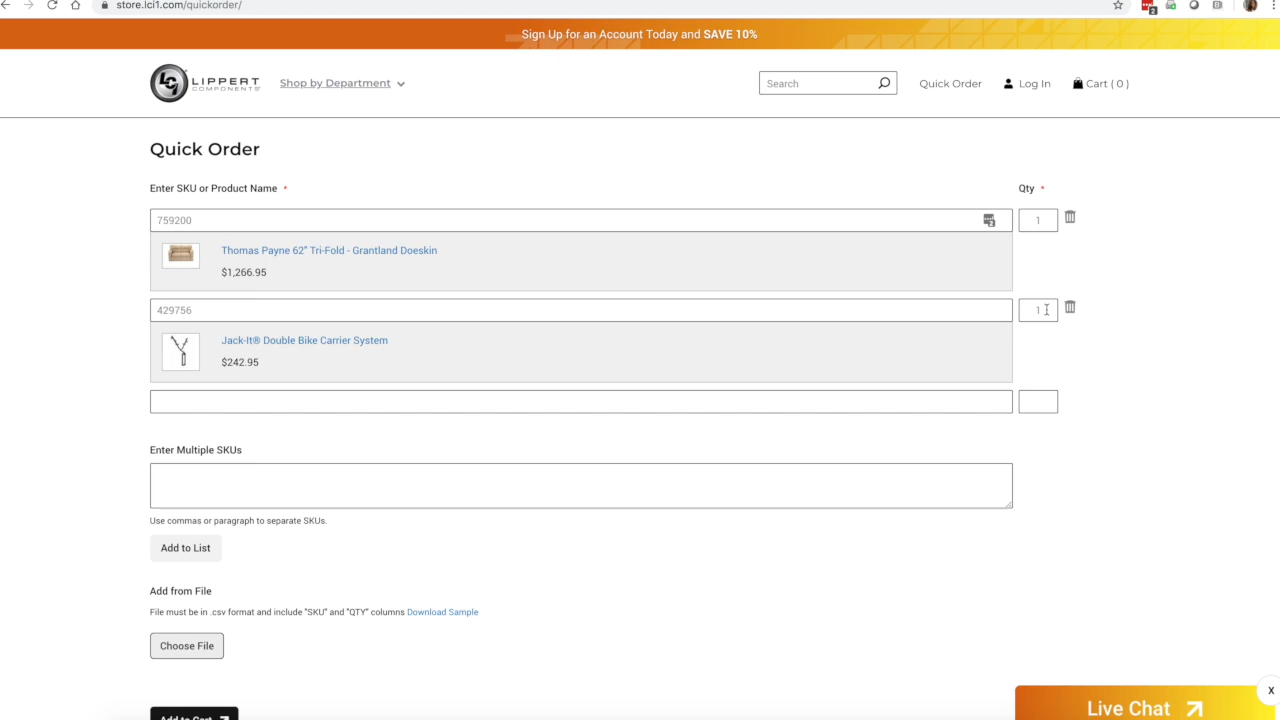 store.lci1.com/quickorder/
2
Sign Up for an Account Today and SAVE 10%
LIPPERT
COMPONENTS
Shop by Department
Search
Quick Order
Log In
Cart ( 0 )
Quick Order
Enter SKU or Product Name *
Qty *
759200
1
Thomas Payne 62" Tri-Fold - Grantland Doeskin
$1,266.95
429756
1
Jack-It® Double Bike Carrier System
$242.95
Enter Multiple SKUs
Use commas or paragraph to separate SKUs.
Add to List
Add from File
File must be in .csv format and include "SKU" and "QTY" columns Download Sample
Choose File
X
Live Chat
Add to Cart